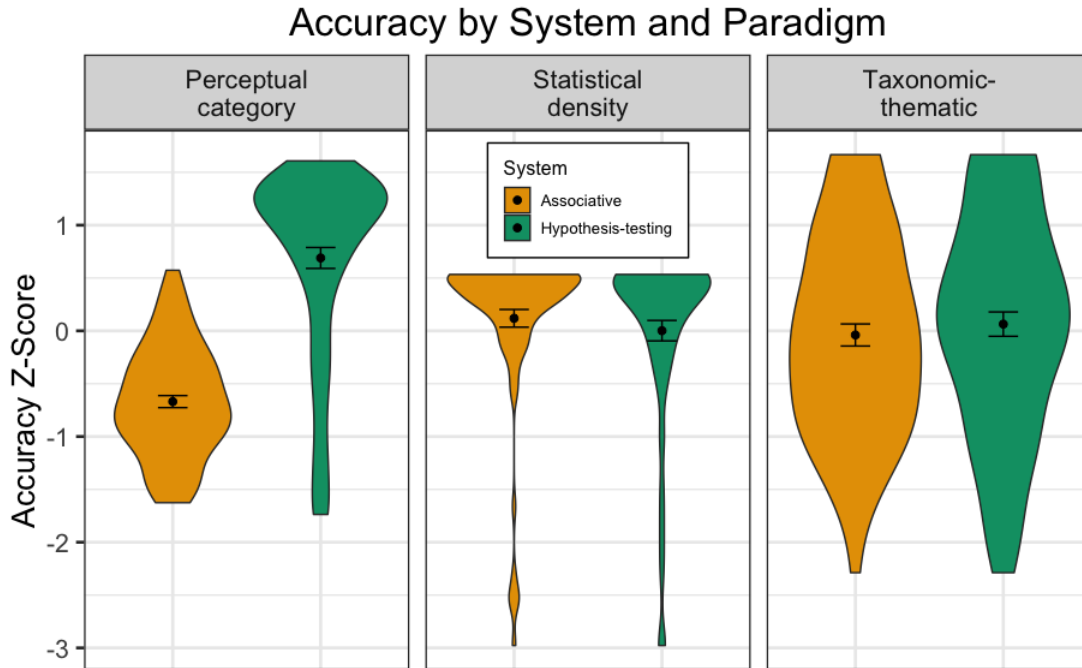 Accuracy by System and Paradigm
Perceptual
category
Statistical
density
Taxonomic-
thematic
System
Associative
Hypothesis-testing
Accuracy Z-Score
1
0
-1
-2
-3